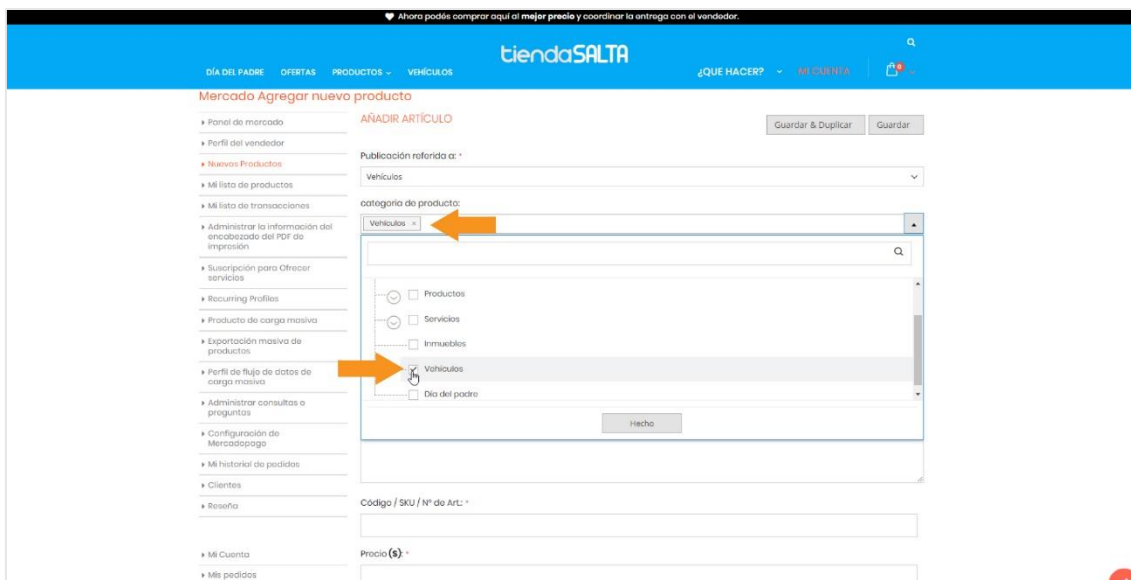 Ahora podés comprar aquí al mejor precio y coordinar la entrega con el vendedor.
tiendaSALTA
DÍA DEL PADRE OFERTAS PRODUCTOS VEHÍCULOS ¿QUE HACER? MI CUENTA 0
Mercado Agregar nuevo producto
Panel de mercado
Perfil del vendedor
Nuevos Productos
Mi lista de productos
Mi lista de transacciones
Administrar la información del
encabezado del PDF de
impresión
Suscripción para Ofrecer
servicios
Recurring Profiles
Producto de carga masiva
Exportación masiva de
productos
Perfil de flujo de datos de
carga masiva
Administrar consultas o
preguntas
Configuración de
Mercadopago
Mi historial de pedidos
Clientes
Reseña
Mi Cuenta
Mis pedidos
AÑADIR ARTÍCULO
Guardar & Duplicar Guardar
Publicación referida a: *
Vehículos
categoria de producto:
Vehículos ×
Productos
Servicios
Inmuebles
Vehículos
Día del padre
Hecho
Código / SKU / Nº de Art.: *
Precio ($): *